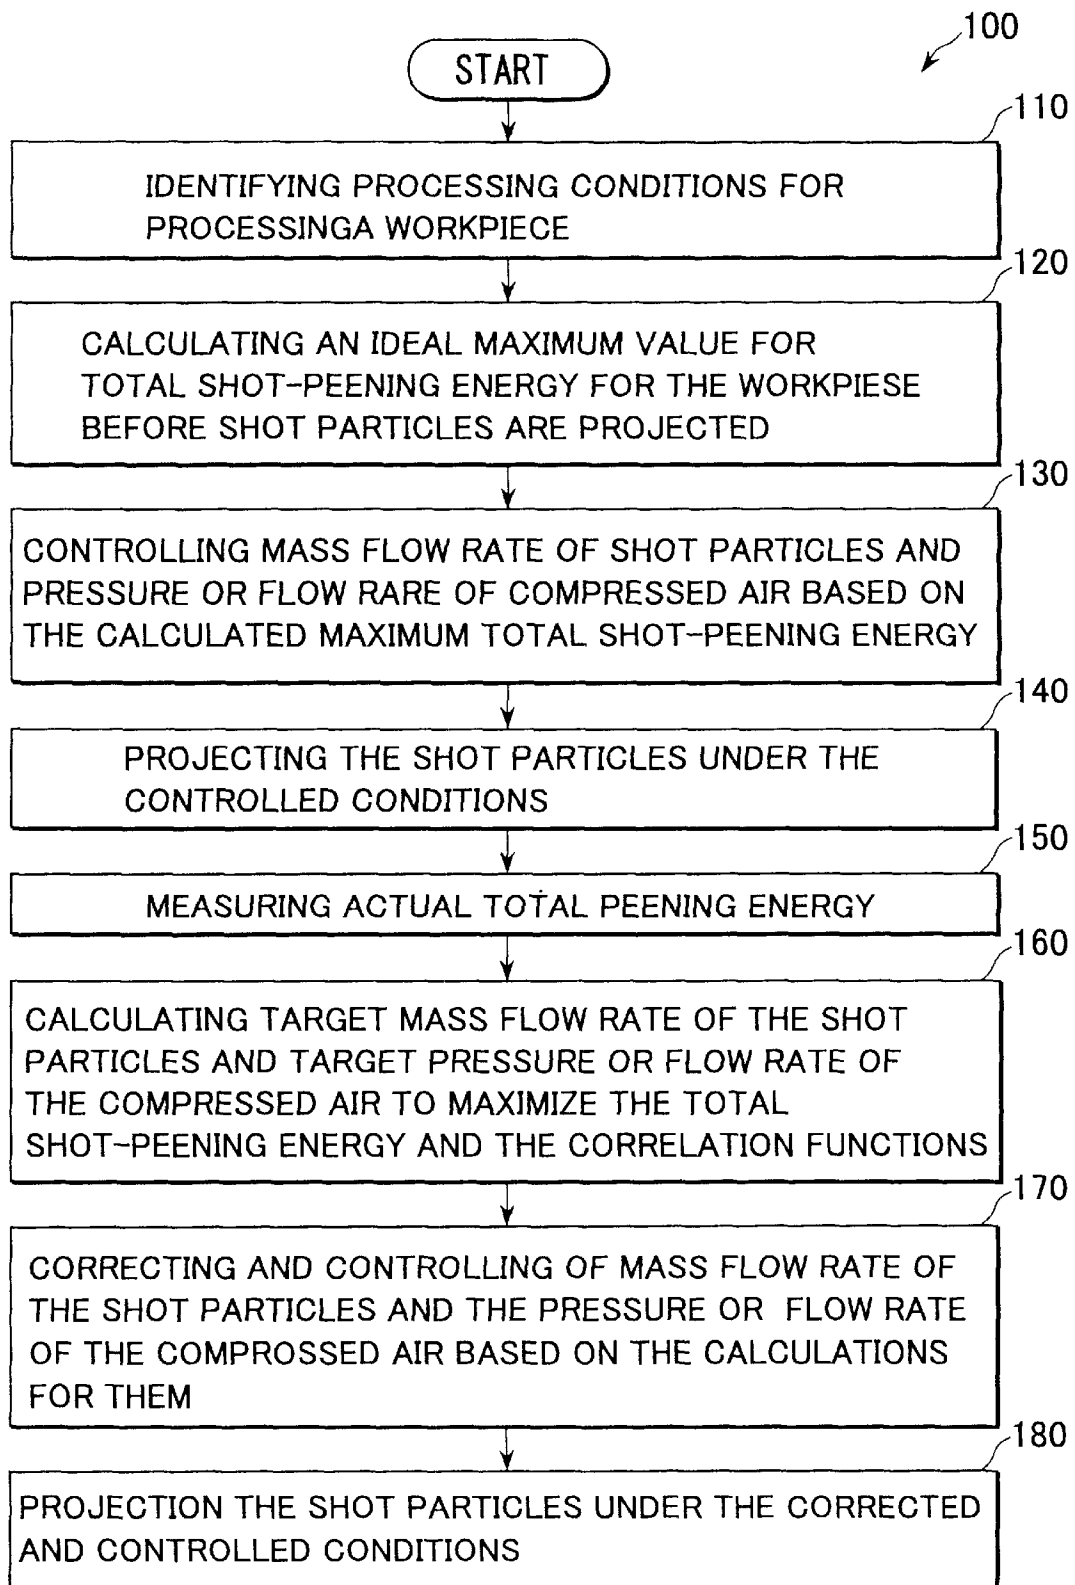 100
START
110
IDENTIFYING PROCESSING CONDITIONS FOR
PROCESSINGA WORKPIECE
120
CALCULATING AN IDEAL MAXIMUM VALUE FOR
TOTAL SHOT-PEENING ENERGY FOR THE WORKPIESE
BEFORE SHOT PARTICLES ARE PROJECTED
130
CONTROLLING MASS FLOW RATE OF SHOT PARTICLES AND
PRESSURE OR FLOW RARE OF COMPRESSED AIR BASED ON
THE CALCULATED MAXIMUM TOTAL SHOT-PEENING ENERGY
140
PROJECTING THE SHOT PARTICLES UNDER THE
CONTROLLED CONDITIONS
150
MEASURING ACTUAL TOTAL PEENING ENERGY
160
CALCULATING TARGET MASS FLOW RATE OF THE SHOT
PARTICLES AND TARGET PRESSURE OR FLOW RATE OF
THE COMPRESSED AIR TO MAXIMIZE THE TOTAL
SHOT-PEENING ENERGY AND THE CORRELATION FUNCTIONS
170
CORRECTING AND CONTROLLING OF MASS FLOW RATE OF
THE SHOT PARTICLES AND THE PRESSURE OR FLOW RATE
OF THE COMPROSSED AIR BASED ON THE CALCULATIONS
FOR THEM
180
PROJECTION THE SHOT PARTICLES UNDER THE CORRECTED
AND CONTROLLED CONDITIONS